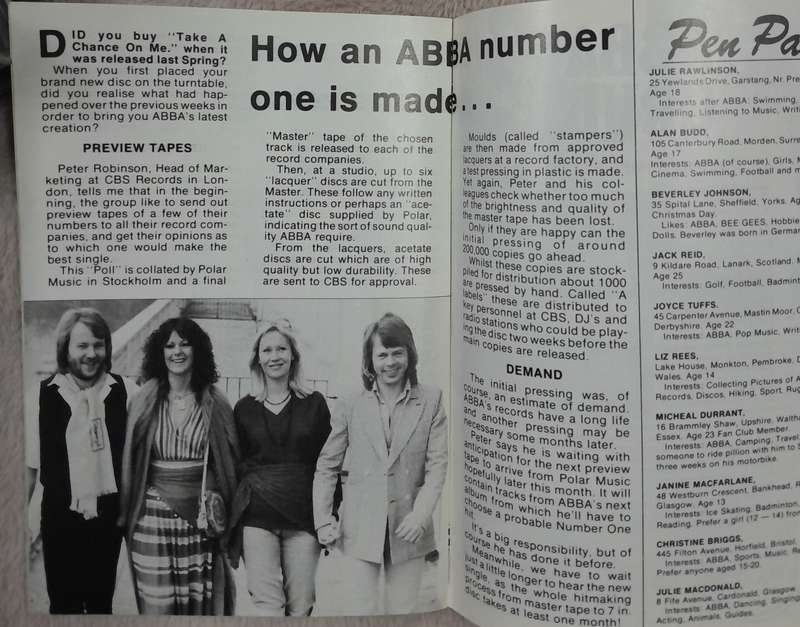 How an ABBA number
one is made...
DID you buy "Take A
Chance On Me." when it
was released last Spring?
When you first placed your
brand new disc on the turntable,
did you realise what had hap-
pened over the previous weeks in
order to bring you ABBA's latest
creation?
PREVIEW TAPES
Peter Robinson, Head of Mar-
keting at CBS Records in Lon-
don, tells me that in the begin-
ning, the group like to send out
preview tapes of a few of their
numbers to all their record com-
panies, and get their opinions as
to which one would make the
best single.
This "Poll" is collated by Polar
Music in Stockholm and a final
"Master" tape of the chosen
track is released to each of the
record companies.
Then, at a studio, up to six
"lacquer" discs are cut from the
Master. These follow any written
instructions or perhaps an "ace-
tate" disc supplied by Polar,
indicating the sort of sound qual-
ity ABBA require.
From the lacquers, acetate
discs are cut which are of high
quality but low durability. These
are sent to CBS for approval.
Moulds (called "stampers")
are then made from approved
lacquers at a record factory, and
a test pressing in plastic is made.
Yet again, Peter and his col-
leagues check whether too much
of the brightness and quality of
the master tape has been lost.
Only if they are happy can the
initial pressing of around
200,000 copies go ahead.
Whilst these copies are stock-
piled for distribution about 1000
are pressed by hand. Called "A
labels" these are distributed to
key personnel at CBS, DJ's and
radio stations who could be play-
ing the disc two weeks before the
main copies are released.
DEMAND
The initial pressing was, of
course, an estimate of demand.
ABBA's records have a long life
and another pressing may be
necessary some months later.
Peter says he is waiting with
anticipation for the next preview
tape to arrive from Polar Music
hopefully later this month. It will
contain tracks from ABBA's next
album from which he'll have to
choose a probable Number One
hit.
It's a big responsibility, but of
course he has done it before.
Meanwhile, we have to wait
just a little longer to hear the new
single, as the whole hitmaking
process from master tape to 7 in.
disc takes at least one month!
Pen Pa
JULIE RAWLINSON,
25 Yewlands Drive, Garstang, Nr. Pre
Age 18
Interests after ABBA: Swimming,
Travelling, Listening to Music, Writi
ALAN BUDD,
105 Canterbury Road, Morden, Surre
Age 17
Interests: ABBA (of course), Girls, M
Cinema, Swimming, Football and m
BEVERLEY JOHNSON,
35 Spital Lane, Sheffield. Yorks. Ag
Christmas Day.
Likes: ABBA, BEE GEES. Hobbie
Dolls. Beverley was born in German
JACK REID,
9 Kildare Road, Lanark, Scotland. M
Age 25
Interests: Golf, Football, Badmint
JOYCE TUFFS.
45 Carpenter Avenue, Mastin Moor, C
Derbyshire. Age 22
Interests: ABBA, Pop Music, Writ
LIZ REES,
Lake House, Monkton, Pembroke, D
Wales. Age 14
Interests: Collecting Pictures of A
Records, Discos, Hiking, Sport, Rug
MICHEAL DURRANT,
16 Brammley Shaw, Upshire, Waltha
Essex. Age 23 Fan Club Member
Interests: ABBA, Camping, Travel,
someone to ride pillion with him to S
three weeks on his motorbike.
JANINE MACFARLANE,
48 Westburn Crescent, Bankhead, R
Glasgow, Age 13
Interests: Ice Skating, Badminton,
Reading. Prefer a girl (12 — 14) from
CHRISTINE BRIGGS,
445 Filton Avenue, Horfield, Bristol,
Interests: ABBA, Sports, Music, Re
Prefer anyone aged 15-20.
JULIE MACDONALD,
8 Fife Avenue, Cardonald, Glasgow
Interests: ABBA, Dancing, Singing
Acting, Animals, Guides.